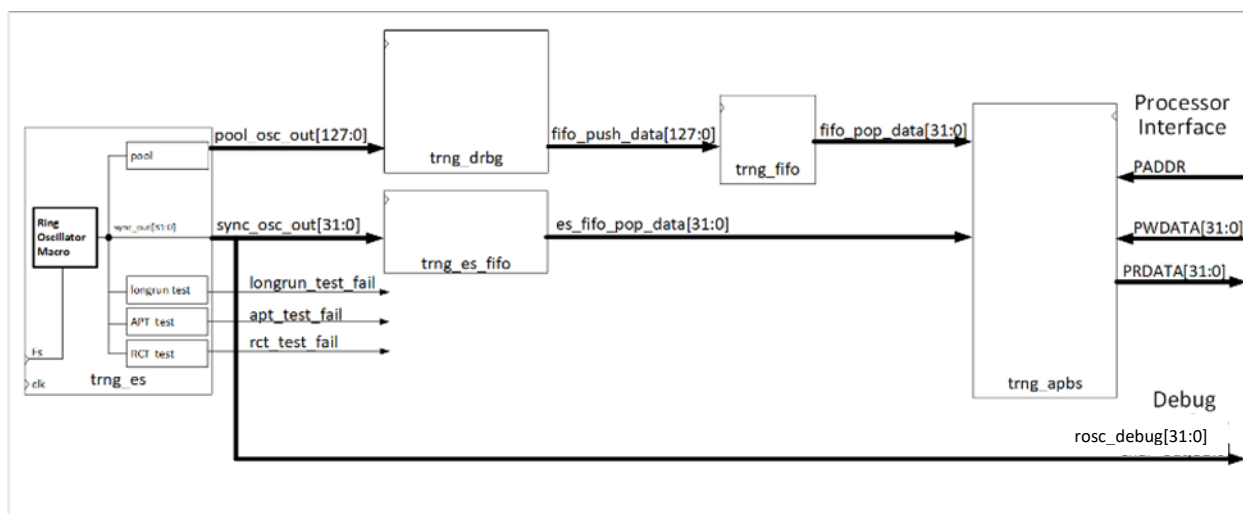 pool_osc_out[127:0]
pool
Ring
Oscillator
Macro
sync_out[31:0]
sync_osc_out[31:0]
longrun test
APT test
RCT test
longrun_test_fail
apt_test_fail
rct_test_fail
Fs
clk
trng_es
trng_drbg
fifo_push_data[127:0]
trng_fifo
fifo_pop_data[31:0]
trng_es_fifo
es_fifo_pop_data[31:0]
trng_apbs
Processor
Interface
PADDR
PWDATA[31:0]
PRDATA[31:0]
Debug
rosc_debug[31:0]